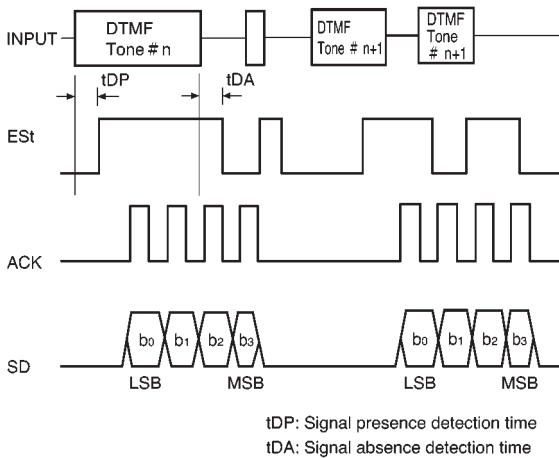 INPUT
DTMF
Tone # n
DTMF
Tone # n+1
DTMF
Tone
# n+1
tDP
tDA
ESt
ACK
SD
b0
b1
b2
b3
b0
b1
b2
b3
LSB
MSB
LSB
MSB
tDP: Signal presence detection time
tDA: Signal absence detection time